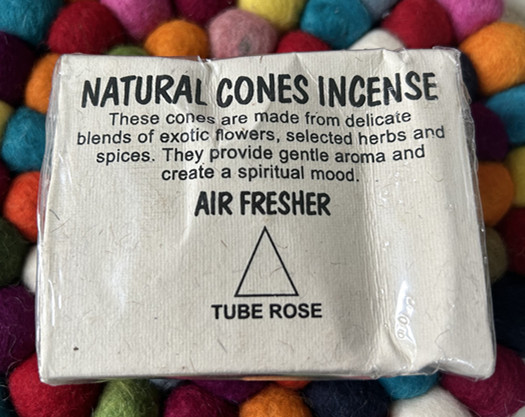 NATURAL CONES INCENSE
These cones are made from delicate
blends of exotic flowers, selected herbs and
spices. They provide gentle aroma and
create a spiritual mood.
AIR FRESHER
TUBE ROSE